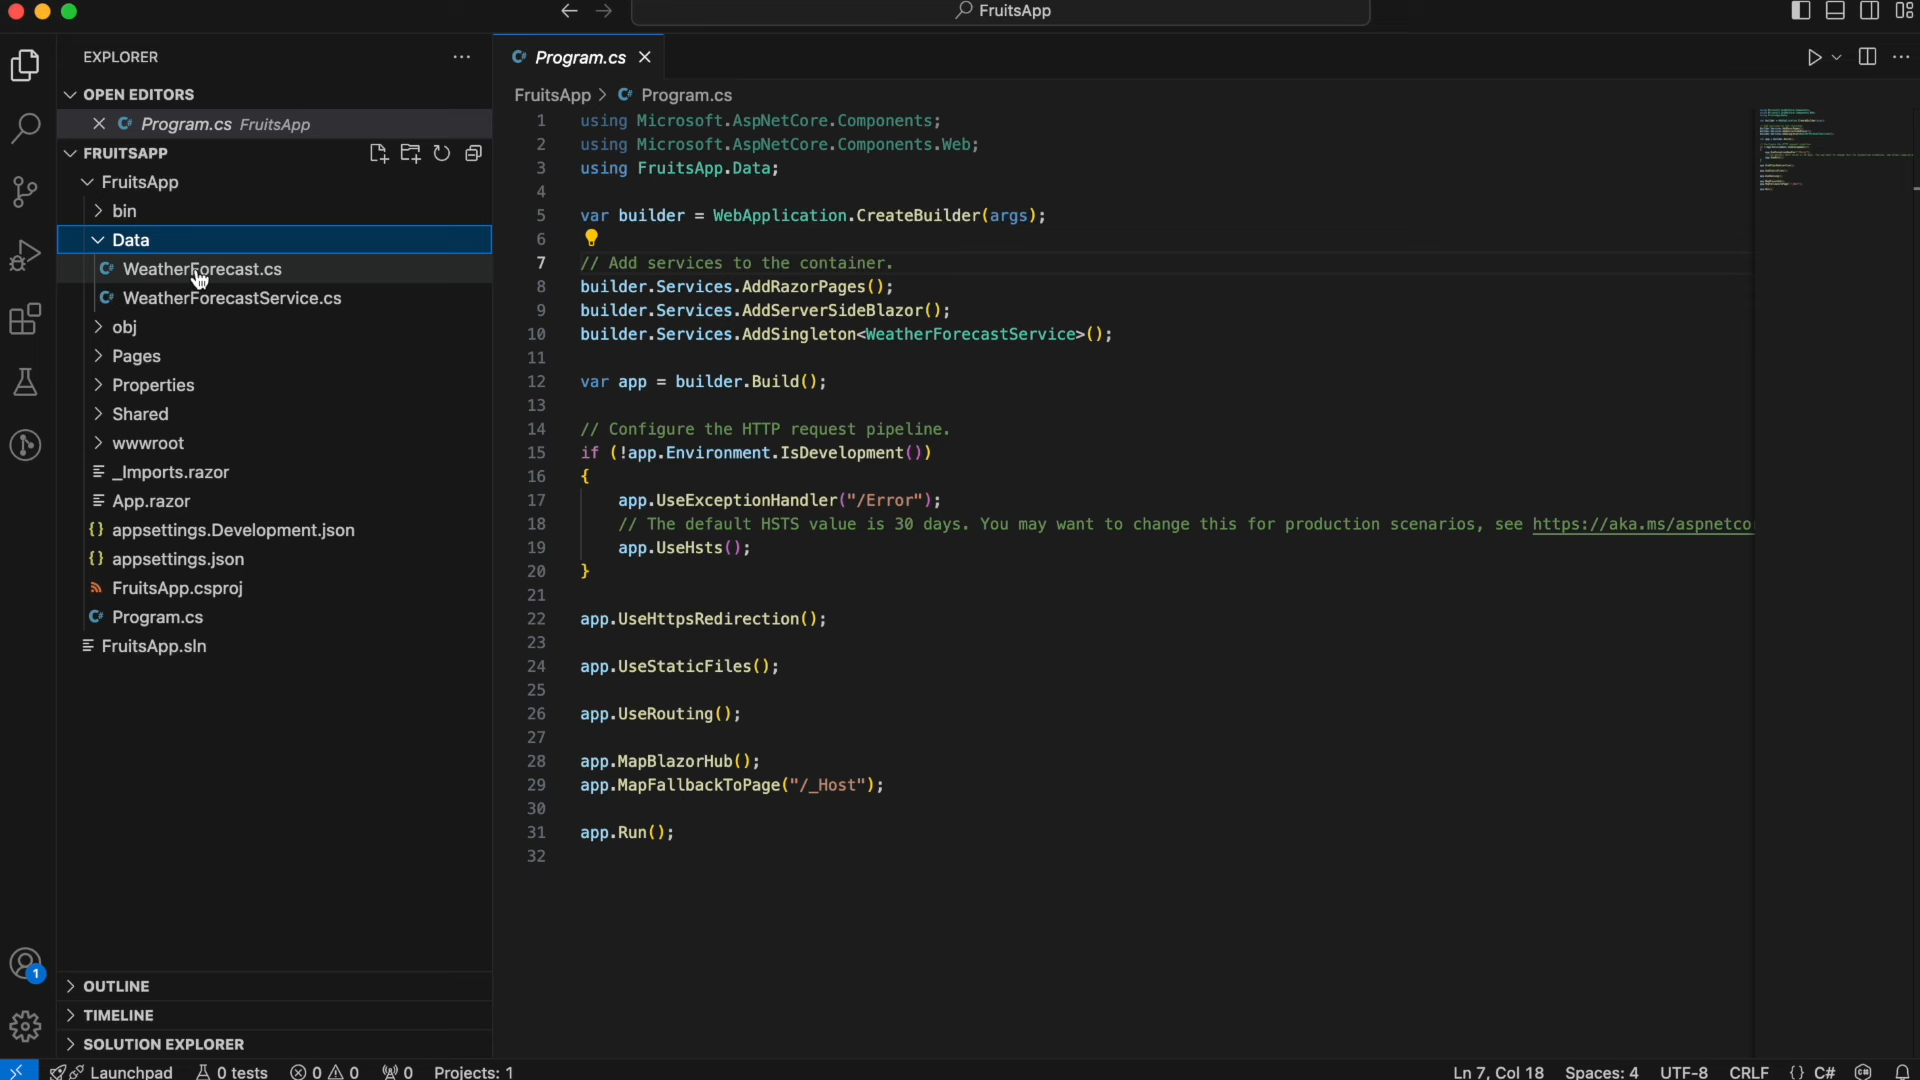 FruitsApp
EXPLORER
OPEN EDITORS
Program.cs FruitsApp
FRUITSAPP
FruitsApp
bin
Data
WeatherForecast.cs
WeatherForecastService.cs
obj
Pages
Properties
Shared
wwwroot
_Imports.razor
App.razor
{} appsettings.Development.json
{} appsettings.json
FruitsApp.csproj
Program.cs
FruitsApp.sln
1
OUTLINE
TIMELINE
SOLUTION EXPLORER
Program.cs
FruitsApp > Program.cs
1 using Microsoft.AspNetCore.Components;
2 using Microsoft.AspNetCore.Components.Web;
3 using FruitsApp.Data;
4
5 var builder = WebApplication.CreateBuilder(args);
6
7 // Add services to the container.
8 builder.Services.AddRazorPages();
9 builder.Services.AddServerSideBlazor();
10 builder.Services.AddSingleton<WeatherForecastService>();
11
12 var app = builder.Build();
13
14 // Configure the HTTP request pipeline.
15 if (!app.Environment.IsDevelopment())
16 {
17 app.UseExceptionHandler("/Error");
18 // The default HSTS value is 30 days. You may want to change this for production scenarios, see https://aka.ms/aspnetco
19 app.UseHsts();
20 }
21
22 app.UseHttpsRedirection();
23
24 app.UseStaticFiles();
25
26 app.UseRouting();
27
28 app.MapBlazorHub();
29 app.MapFallbackToPage("/_Host");
30
31 app.Run();
32
Launchpad 0 tests 0 0 0 Projects: 1 Ln 7, Col 18 Spaces: 4 UTF-8 CRLF {} C#